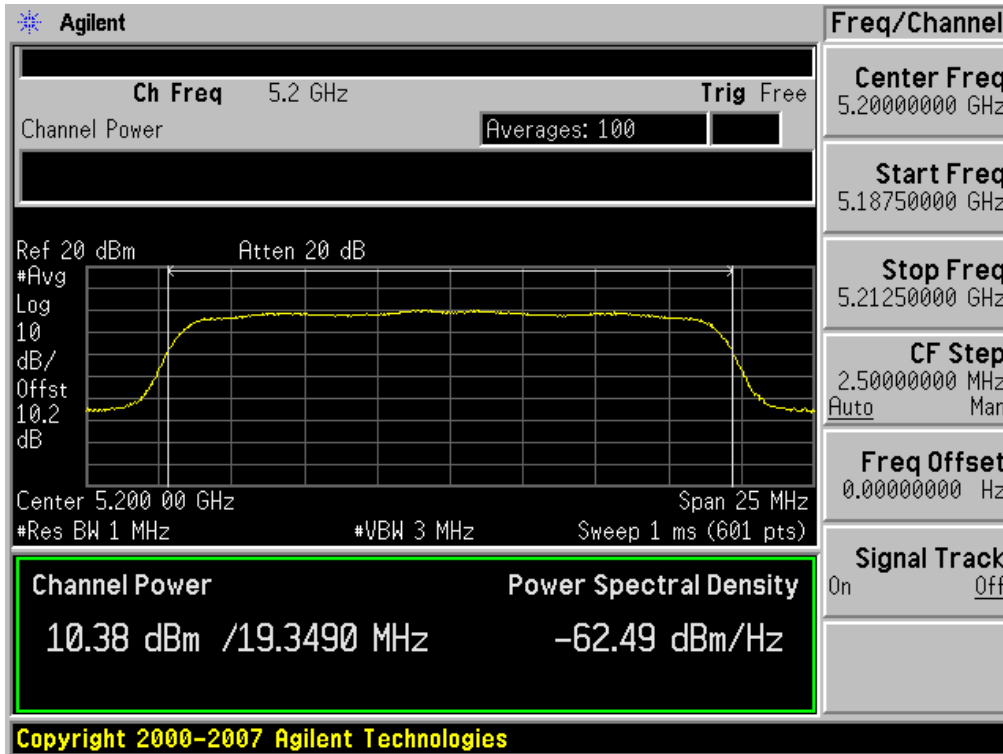 Agilent
Freq/Channel
Ch Freq 5.2 GHz Trig Free
Channel Power Averages: 100
Ref 20 dBm Atten 20 dB
#Avg
Log
10
dB/
Offst
10.2
dB
Center 5.200 00 GHz Span 25 MHz
#Res BW 1 MHz #VBW 3 MHz Sweep 1 ms (601 pts)
Channel Power Power Spectral Density
10.38 dBm /19.3490 MHz -62.49 dBm/Hz
Center Freq
5.20000000 GHz
Start Freq
5.18750000 GHz
Stop Freq
5.21250000 GHz
CF Step
2.50000000 MHz
Auto Man
Freq Offset
0.00000000 Hz
Signal Track
On Off
Copyright 2000-2007 Agilent Technologies